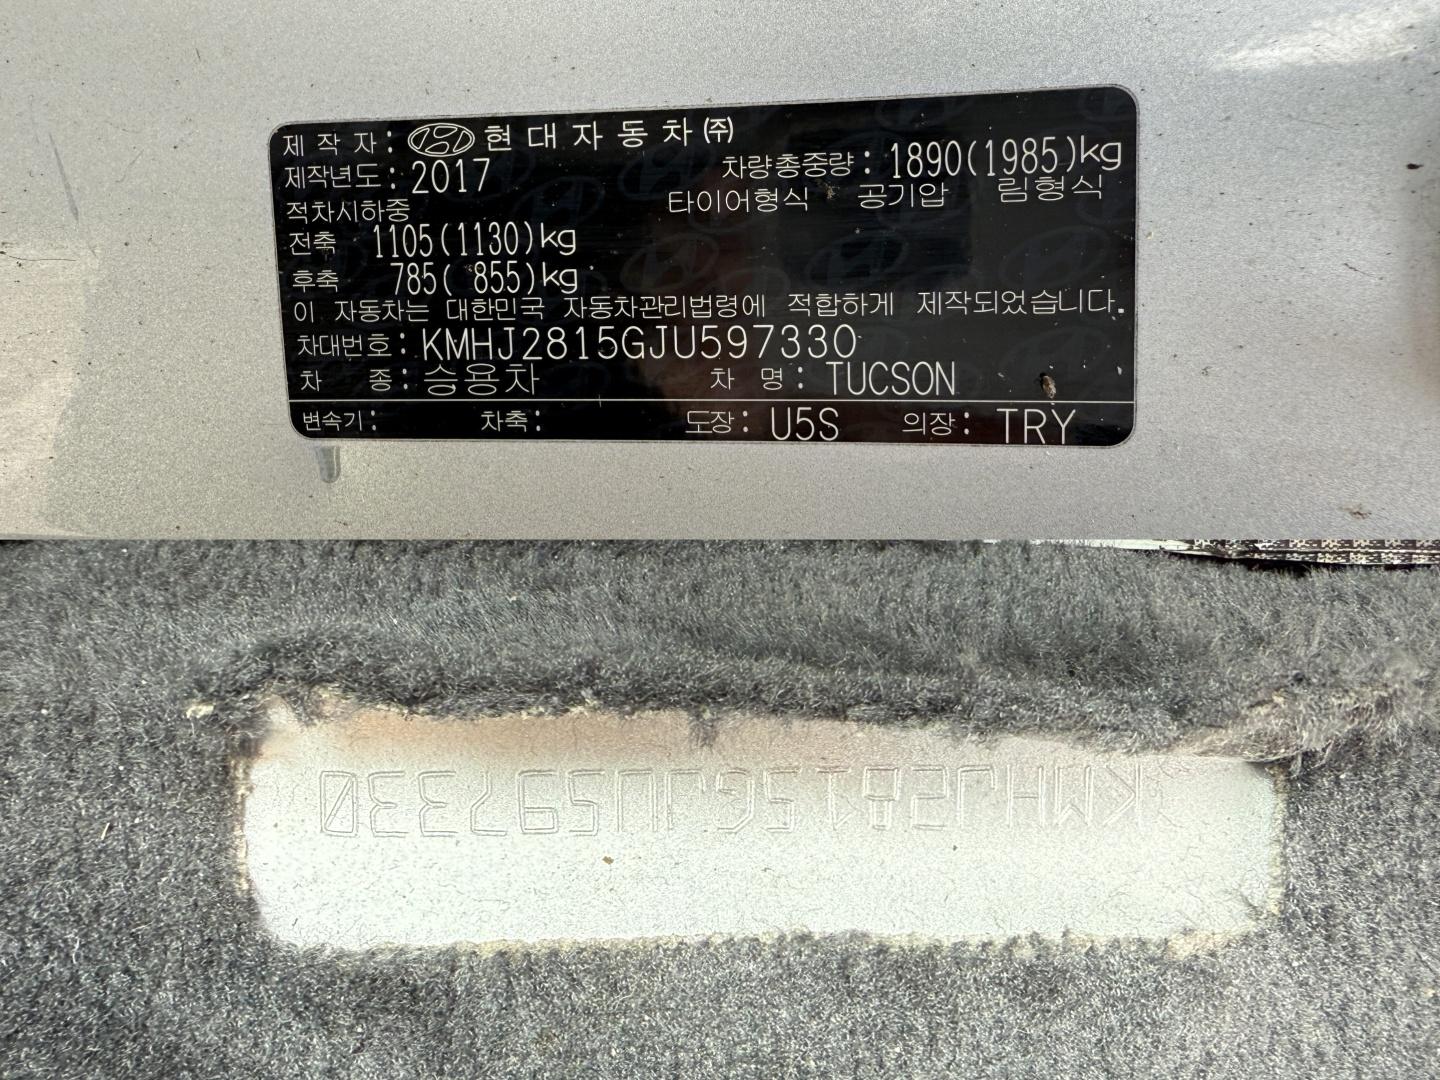 제 작 자 : 현 대 자 동 차 ㈜
제작년도 : 2017 차량총중량 : 1890(1985)kg
적차시하중 타이어형식 공기압 림형식
전축 1105(1130)kg
후축 785( 855)kg
이 자동차는 대한민국 자동차관리법령에 적합하게 제작되었습니다.
차대번호 : KMHJ2815GJU597330
차 종 : 승용차 차 명 : TUCSON
변속기 : 차축 : 도장 : U5S 의장 : TRY
KMHJ2815GJU597330